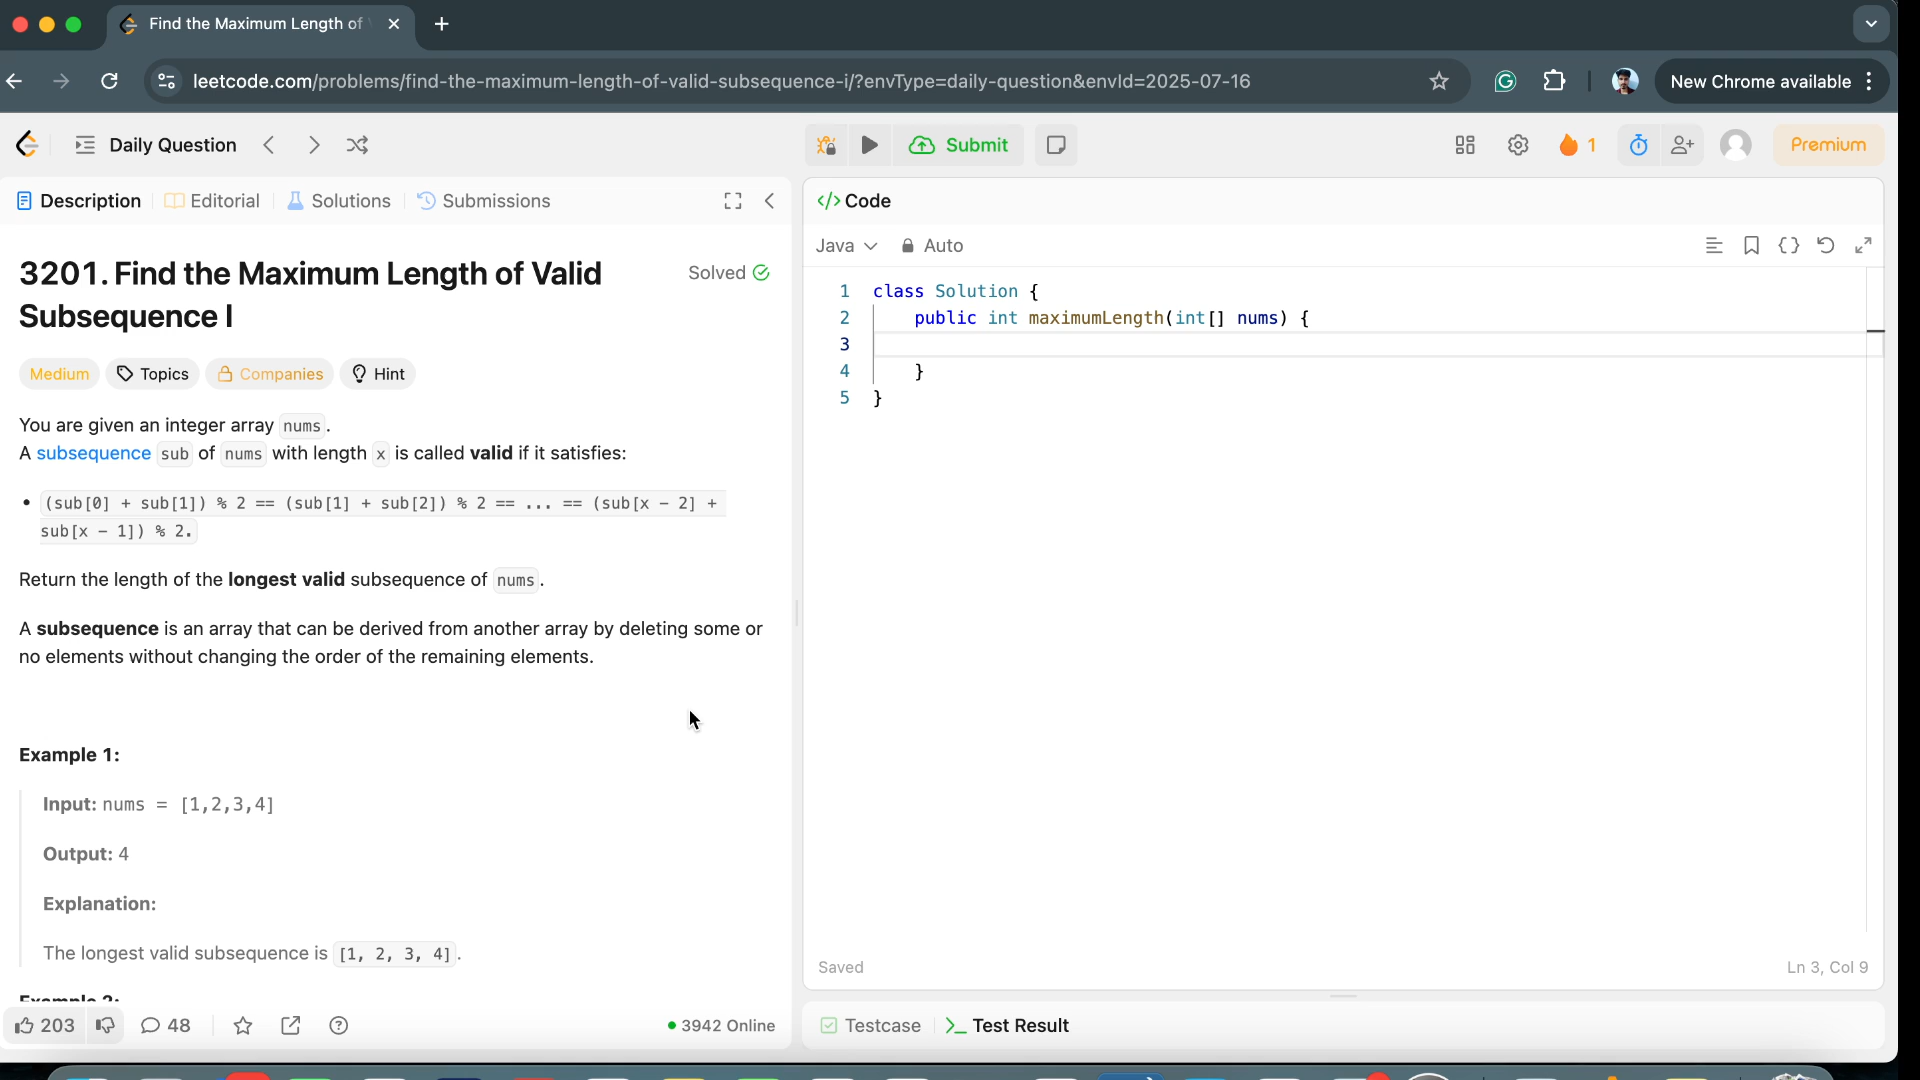 Find the Maximum Length of
leetcode.com/problems/find-the-maximum-length-of-valid-subsequence-i/?envType=daily-question&envId=2025-07-16
New Chrome available
Daily Question
Submit
1
Premium
Description
Editorial
Solutions
Submissions
</> Code
Java
Auto
3201. Find the Maximum Length of Valid
Subsequence I
Solved
Medium
Topics
Companies
Hint
You are given an integer array nums.
A subsequence sub of nums with length x is called valid if it satisfies:
• (sub[0] + sub[1]) % 2 == (sub[1] + sub[2]) % 2 == ... == (sub[x - 2] +
sub[x - 1]) % 2.
Return the length of the longest valid subsequence of nums.
A subsequence is an array that can be derived from another array by deleting some or
no elements without changing the order of the remaining elements.
Example 1:
Input: nums = [1,2,3,4]
Output: 4
Explanation:
The longest valid subsequence is [1, 2, 3, 4].
Example 2:
203
48
3942 Online
1 class Solution {
2 public int maximumLength(int[] nums) {
3
4 }
5 }
Saved
Ln 3, Col 9
Testcase
Test Result